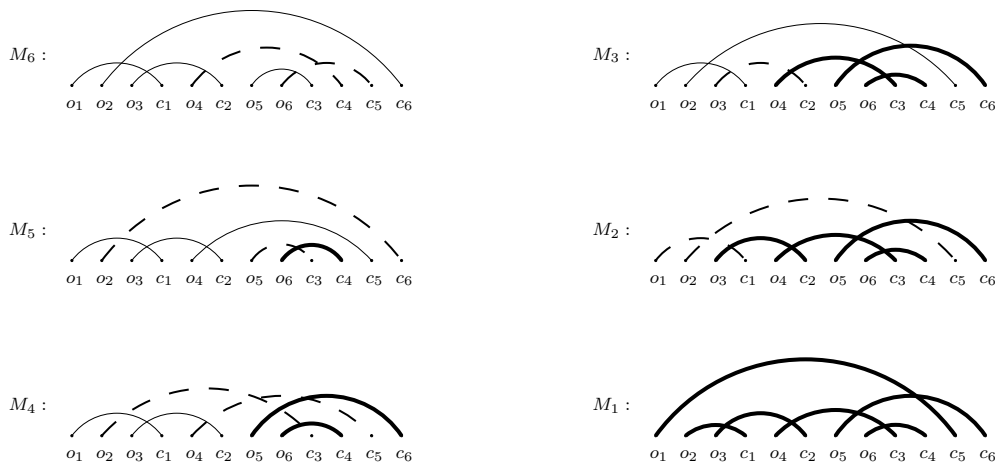 M₆ :
o₁ o₂ o₃ c₁ o₄ c₂ o₅ o₆ c₃ c₄ c₅ c₆
M₃ :
o₁ o₂ o₃ c₁ o₄ c₂ o₅ o₆ c₃ c₄ c₅ c₆
M₅ :
o₁ o₂ o₃ c₁ o₄ c₂ o₅ o₆ c₃ c₄ c₅ c₆
M₂ :
o₁ o₂ o₃ c₁ o₄ c₂ o₅ o₆ c₃ c₄ c₅ c₆
M₄ :
o₁ o₂ o₃ c₁ o₄ c₂ o₅ o₆ c₃ c₄ c₅ c₆
M₁ :
o₁ o₂ o₃ c₁ o₄ c₂ o₅ o₆ c₃ c₄ c₅ c₆